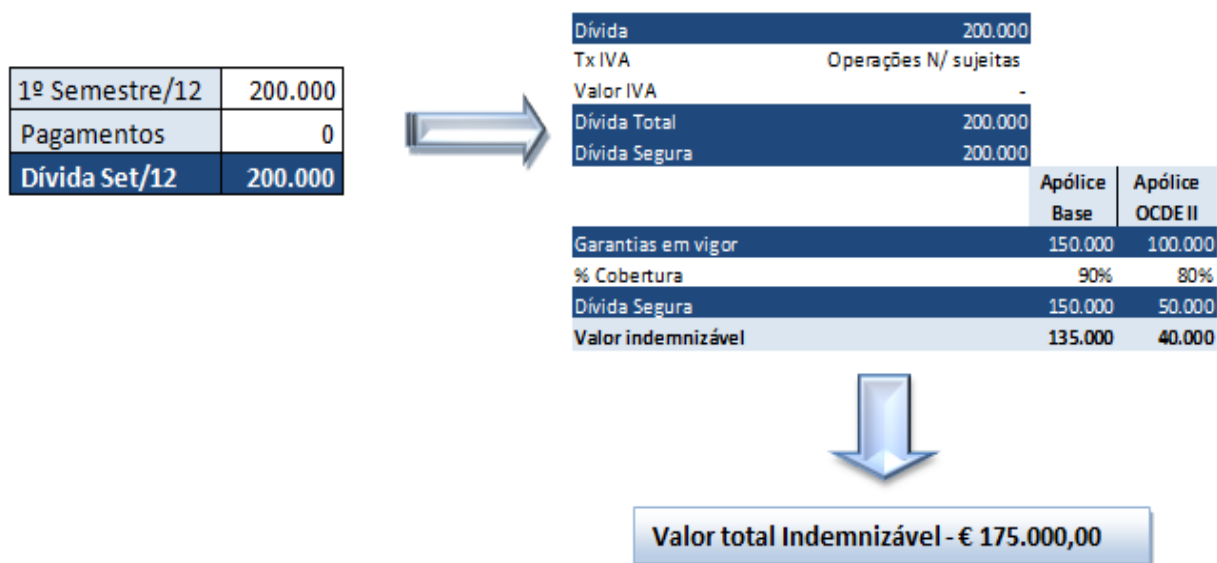 1º Semestre/12 200.000
Pagamentos 0
Dívida Set/12 200.000
Dívida 200.000
Tx IVA Operações N/ sujeitas
Valor IVA -
Dívida Total 200.000
Dívida Segura 200.000
Apólice Apólice
Base OCDE II
Garantias em vigor 150.000 100.000
% Cobertura 90% 80%
Dívida Segura 150.000 50.000
Valor indemnizável 135.000 40.000
Valor total Indemnizável - € 175.000,00